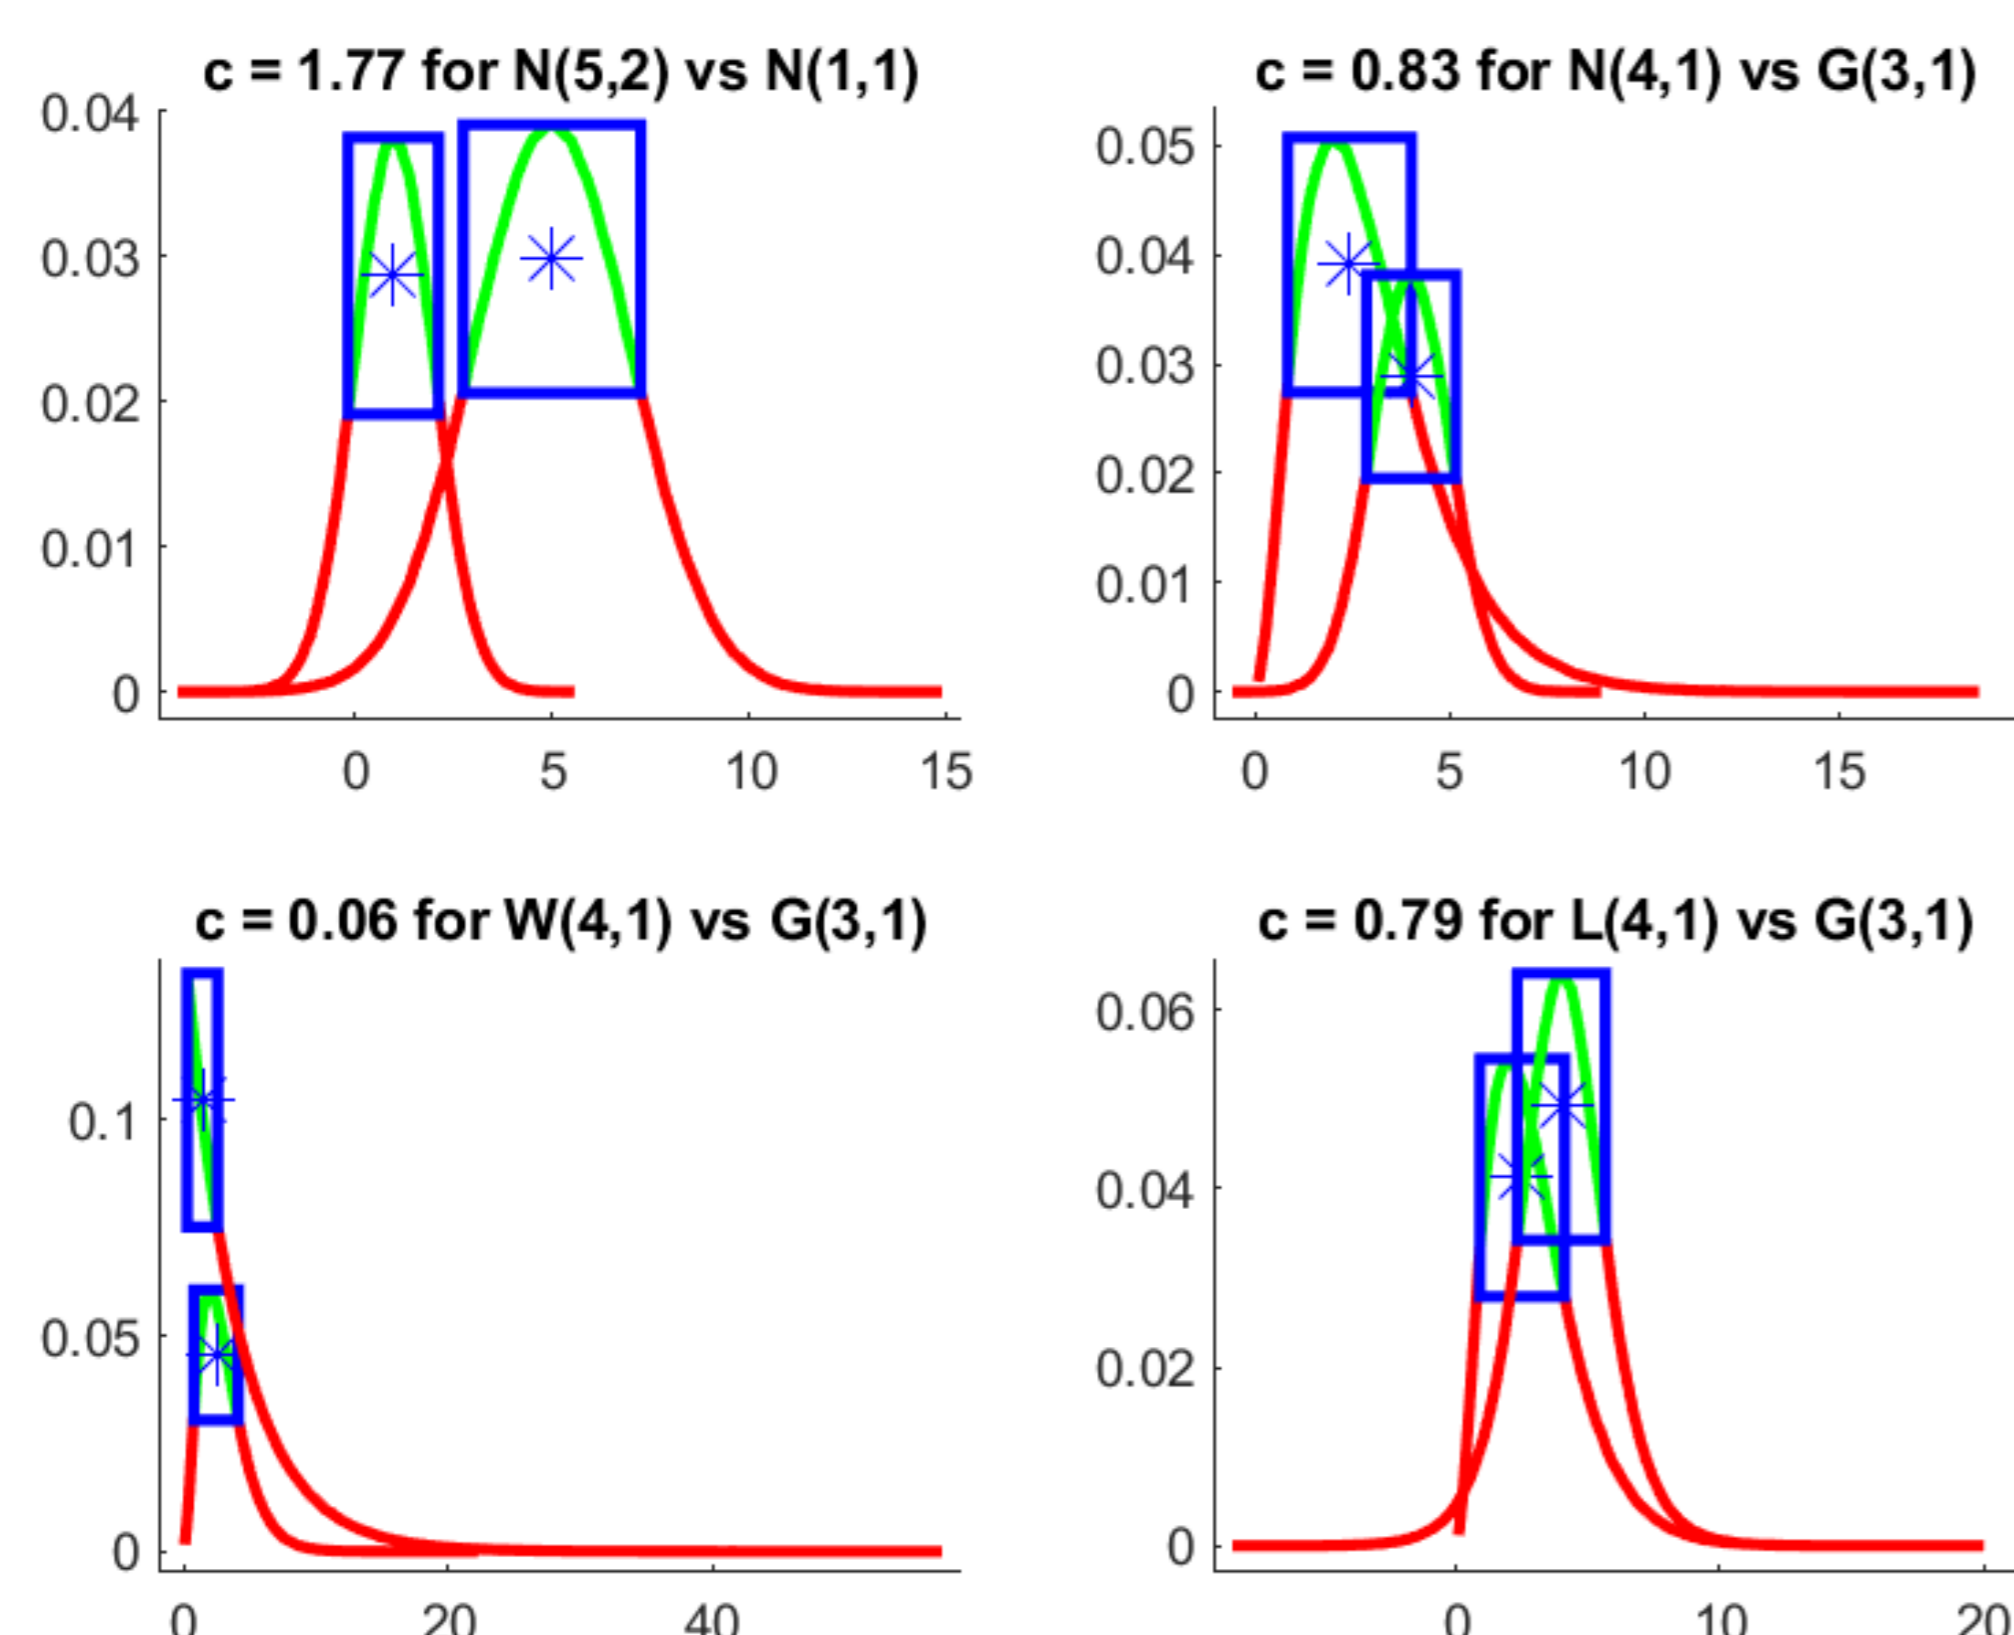 c = 1.77 for N(5,2) vs N(1,1)
0.04
0.03
0.02
0.01
0
0 5 10 15
c = 0.83 for N(4,1) vs G(3,1)
0.05
0.04
0.03
0.02
0.01
0
0 5 10 15
c = 0.06 for W(4,1) vs G(3,1)
0.1
0.05
0
0 20 40
c = 0.79 for L(4,1) vs G(3,1)
0.06
0.04
0.02
0
0 10 20